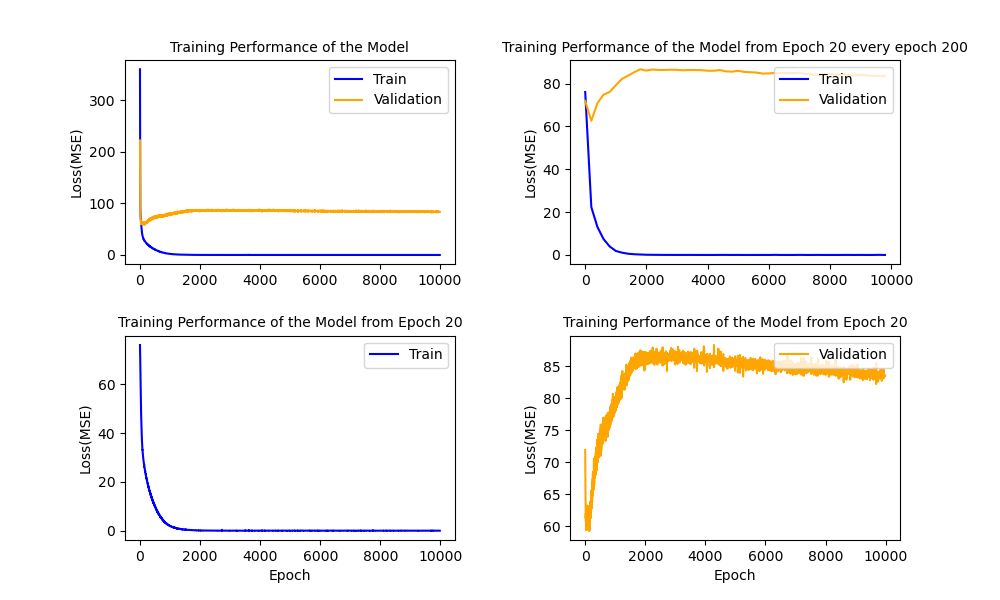 Training Performance of the Model
Training Performance of the Model from Epoch 20 every epoch 200
Loss(MSE)
300
200
100
0
Train
Validation
0 2000 4000 6000 8000 10000
Loss(MSE)
80
60
40
20
0
Train
Validation
0 2000 4000 6000 8000 10000
Training Performance of the Model from Epoch 20
Training Performance of the Model from Epoch 20
Loss(MSE)
60
40
20
0
Train
0 2000 4000 6000 8000 10000
Epoch
Loss(MSE)
85
80
75
70
65
60
Validation
0 2000 4000 6000 8000 10000
Epoch